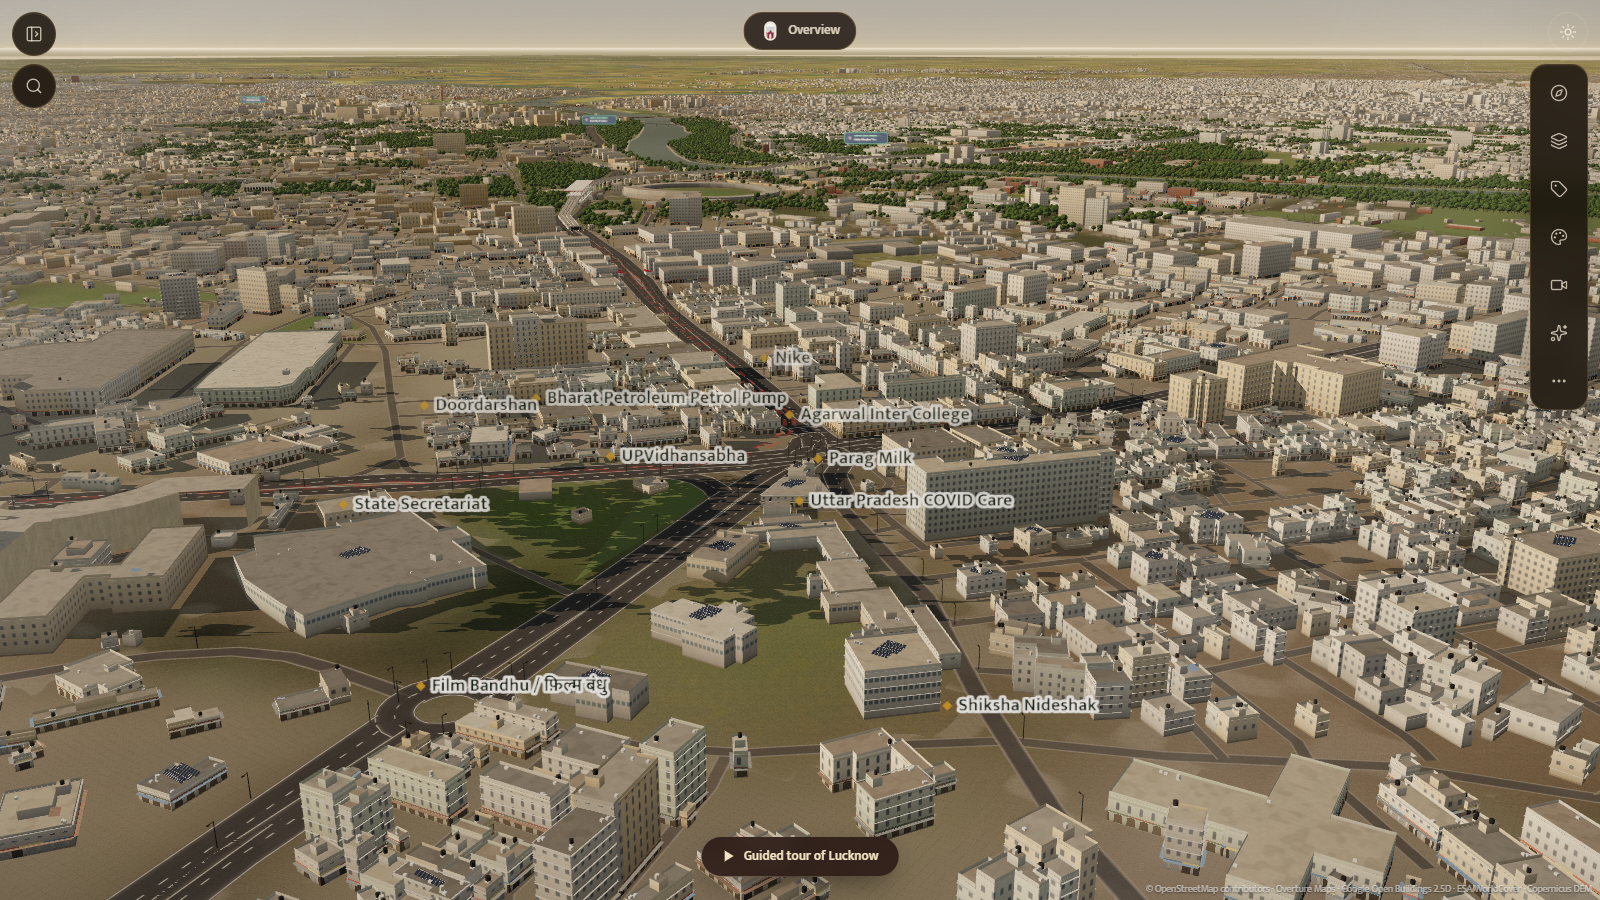 Overview
Nike
Bharat Petroleum Petrol Pump
Doordarshan
Agarwal Inter College
UPVidhansabha
Parag Milk
State Secretariat
Uttar Pradesh COVID Care
Film Bandhu / फिल्म बंधु
Shiksha Nideshak
Guided tour of Lucknow
© OpenStreetMap contributors · Overture Maps · Google Open Buildings 2.5D · ESA WorldCover · Copernicus DEM